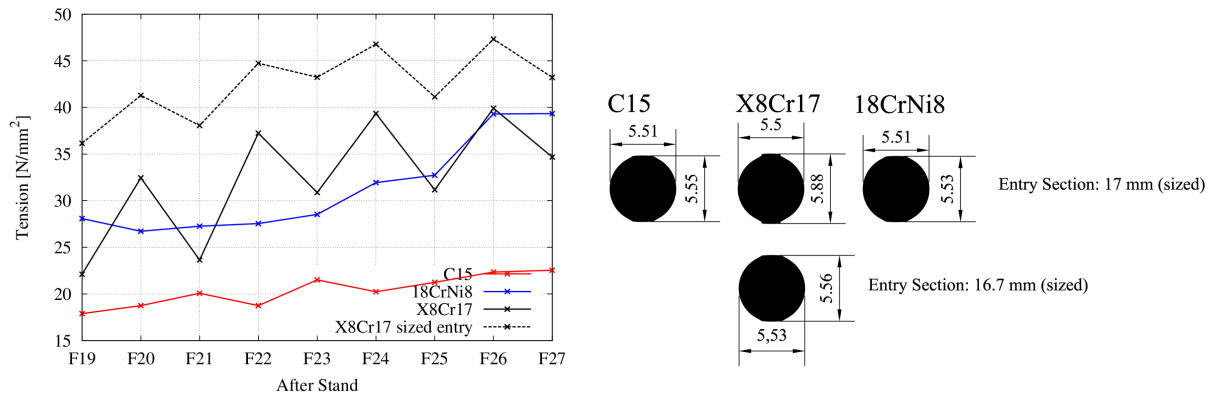 50
45
40
35
30
25
20
15
Tension [N/mm²]
F19 F20 F21 F22 F23 F24 F25 F26 F27
After Stand
C15
18CrNi8
X8Cr17
X8Cr17 sized entry
C15 X8Cr17 18CrNi8
5.51 5.5 5.51
5.55 5.88 5.53
Entry Section: 17 mm (sized)
5.56
Entry Section: 16.7 mm (sized)
5,53